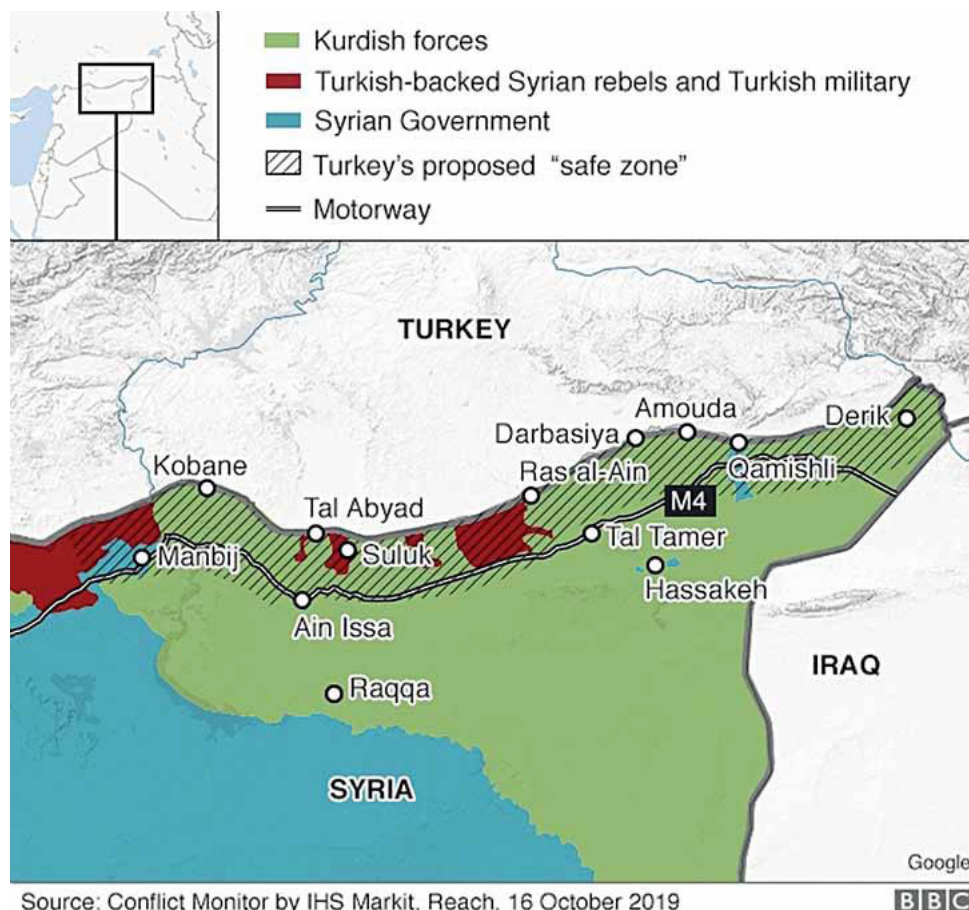 Kurdish forces
Turkish-backed Syrian rebels and Turkish military
Syrian Government
Turkey's proposed “safe zone”
Motorway
TURKEY
Amouda
Derik
Darbasiya
Kobane
Ras al-Ain
Qamishli
Tal Abyad
M4
Manbij
Suluk
Tal Tamer
Hassakeh
Ain Issa
IRAQ
Raqqa
SYRIA
Google
Source: Conflict Monitor by IHS Markit, Reach, 16 October 2019
BBC